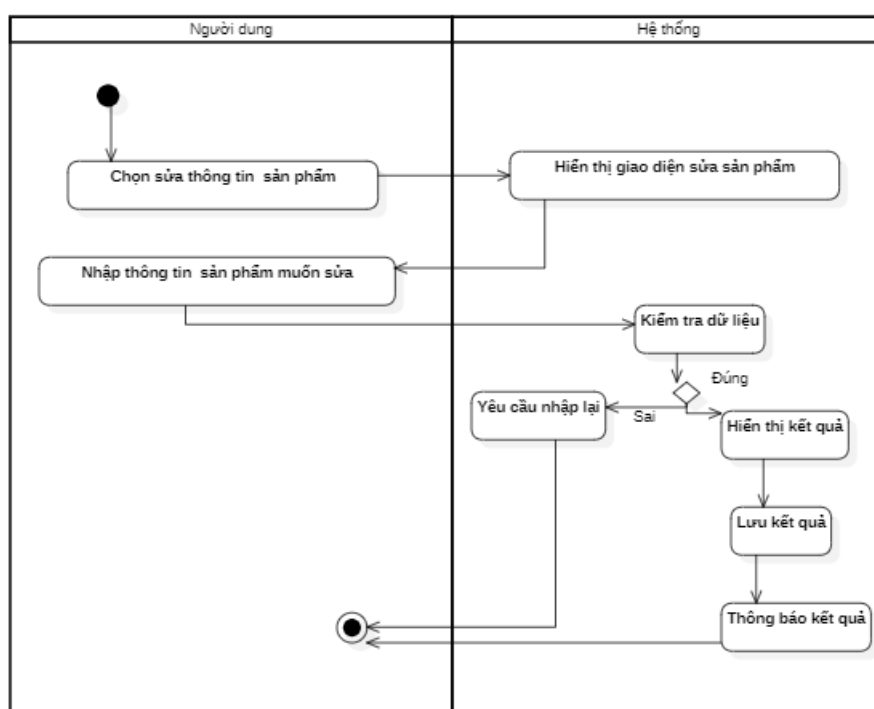 Người dung
Hệ thống
Chọn sửa thông tin sản phẩm
Hiển thị giao diện sửa sản phẩm
Nhập thông tin sản phẩm muốn sửa
Kiểm tra dữ liệu
Đúng
Yêu cầu nhập lại
Sai
Hiển thị kết quả
Lưu kết quả
Thông báo kết quả